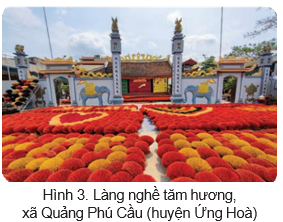 Hình 3. Làng nghề tăm hương,
xã Quảng Phú Cầu (huyện Ứng Hoà)